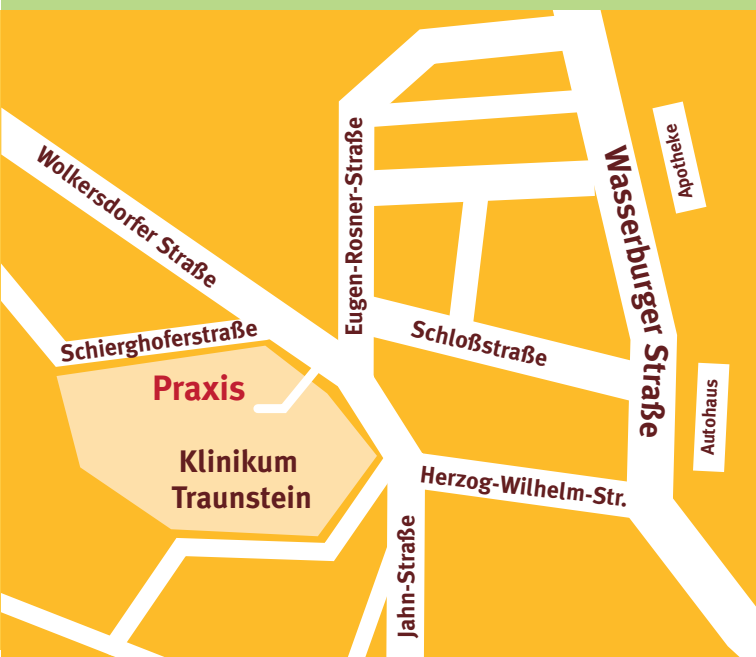 Wolkersdorfer Straße
Eugen-Rosner-Straße
Wasserburger Straße
Apotheke
Schierghoferstraße
Schloßstraße
Praxis
Autohaus
Klinikum
Traunstein
Herzog-Wilhelm-Str.
Jahn-Straße